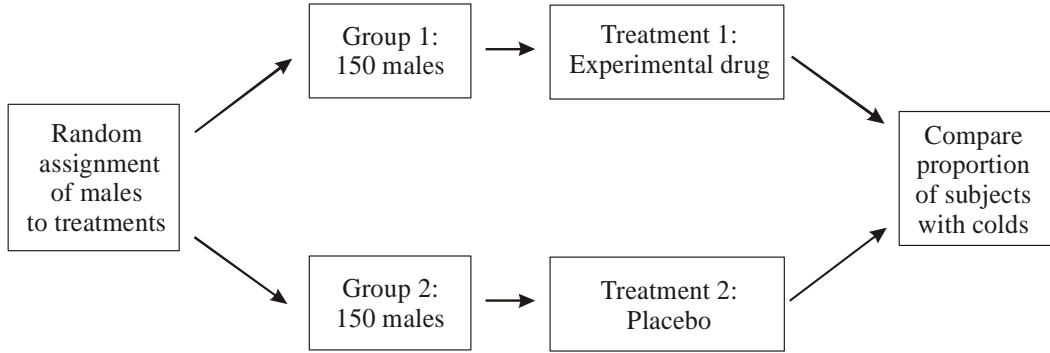 Random
assignment
of males
to treatments
Group 1:
150 males
Treatment 1:
Experimental drug
Group 2:
150 males
Treatment 2:
Placebo
Compare
proportion
of subjects
with colds